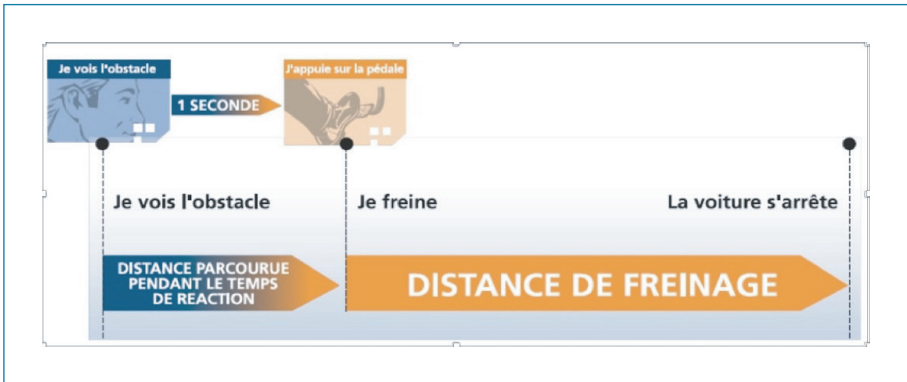 Je vois l'obstacle
1 SECONDE
J'appuie sur la pédale
Je vois l'obstacle
Je freine
La voiture s'arrête
DISTANCE PARCOURUE
PENDANT LE TEMPS
DE REACTION
DISTANCE DE FREINAGE